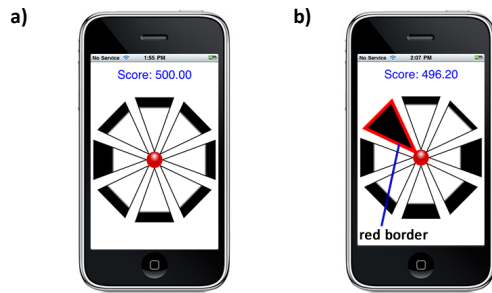 a)
b)
No Service 1:55 PM
Score: 500.00
No Service 2:07 PM
Score: 496.20
red border